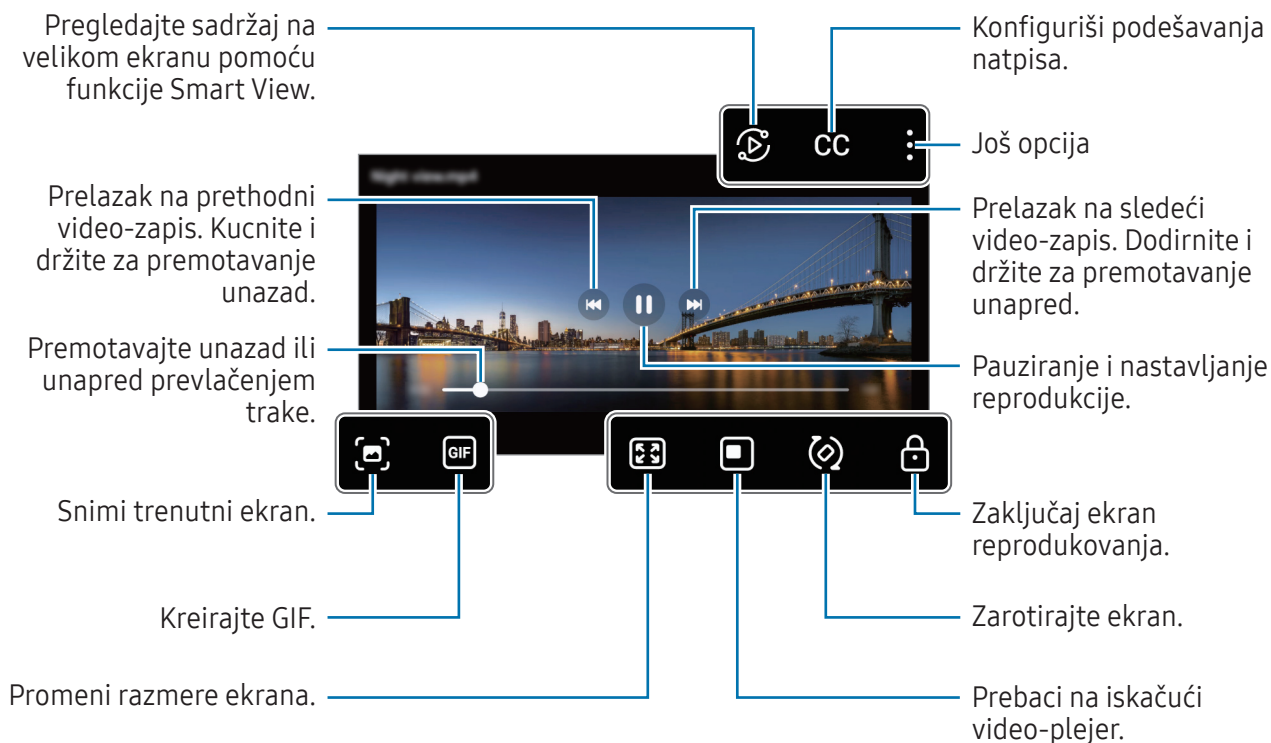 Pregledajte sadržaj na
velikom ekranu pomoću
funkcije Smart View.
Konfiguriši podešavanja
natpisa.
CC
Još opcija
Night view.mp4
Prelazak na prethodni
video-zapis. Kucnite i
držite za premotavanje
unazad.
Prelazak na sledeći
video-zapis. Dodirnite i
držite za premotavanje
unapred.
Premotavajte unazad ili
unapred prevlačenjem
trake.
Pauziranje i nastavljanje
reprodukcije.
GIF
Snimi trenutni ekran.
Zaključaj ekran
reprodukovanja.
Kreirajte GIF.
Zarotirajte ekran.
Promeni razmere ekrana.
Prebaci na iskačući
video-plejer.